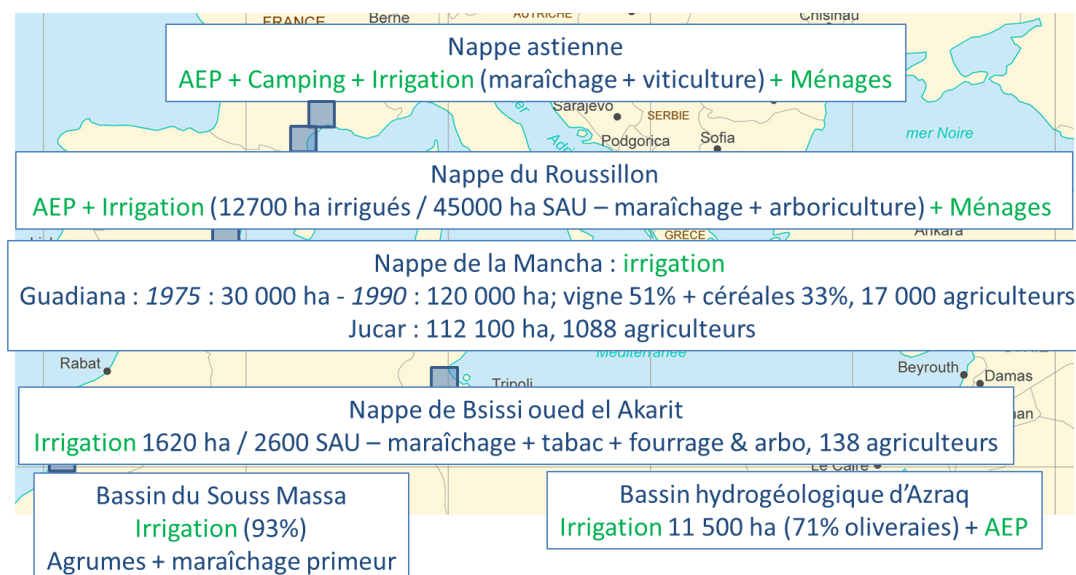 FRANCE
Berne
AUTRICHE
Chisinau
Nappe astienne
AEP + Camping + Irrigation (maraîchage + viticulture) + Ménages
Sarajevo
SERBIE
Podgorica
Sofia
mer Noire
Nappe du Roussillon
AEP + Irrigation (12700 ha irrigués / 45000 ha SAU – maraîchage + arboriculture) + Ménages
GRECE
Ankara
Nappe de la Mancha : irrigation
Guadiana : 1975 : 30 000 ha - 1990 : 120 000 ha; vigne 51% + céréales 33%, 17 000 agriculteurs
Jucar : 112 100 ha, 1088 agriculteurs
Méditerranée
Rabat
Tripoli
Beyrouth
Damas
Nappe de Bsissi oued el Akarit
Irrigation 1620 ha / 2600 SAU – maraîchage + tabac + fourrage & arbo, 138 agriculteurs
Le Caire
Bassin du Souss Massa
Irrigation (93%)
Agrumes + maraîchage primeur
Bassin hydrogéologique d’Azraq
Irrigation 11 500 ha (71% oliveraies) + AEP